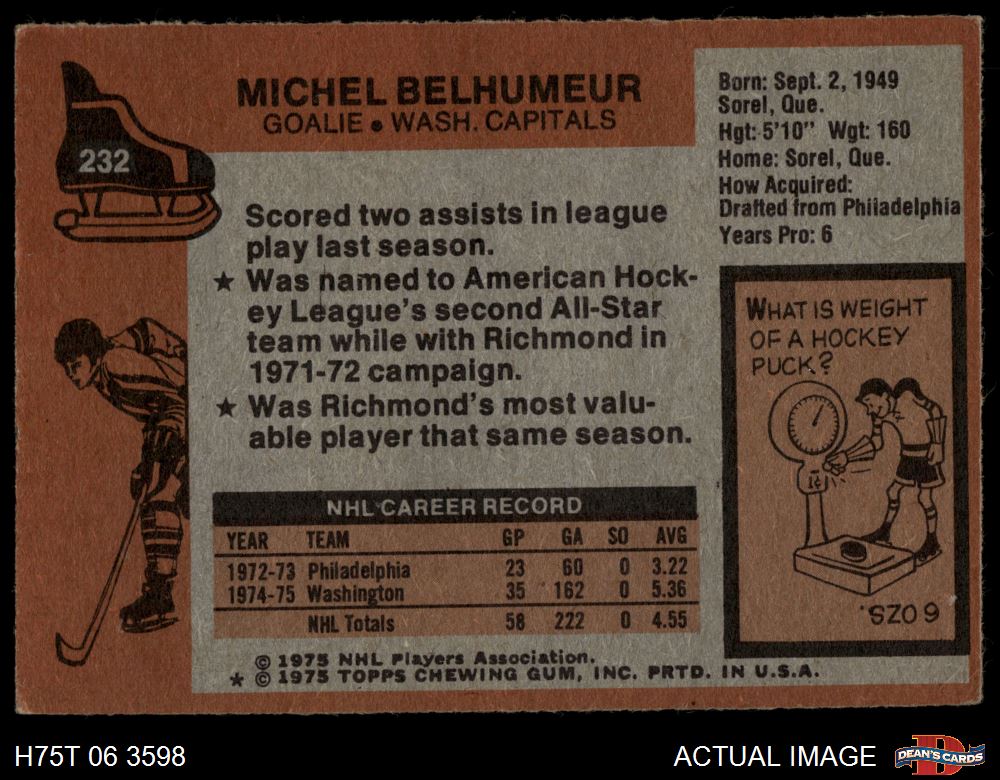 232
MICHEL BELHUMEUR
GOALIE • WASH. CAPITALS
Born: Sept. 2, 1949
Sorel, Que.
Hgt: 5'10" Wgt: 160
Home: Sorel, Que.
How Acquired:
Drafted from Philadelphia
Years Pro: 6
Scored two assists in league
play last season.
★ Was named to American Hock-
ey League's second All-Star
team while with Richmond in
1971-72 campaign.
★ Was Richmond's most valu-
able player that same season.
WHAT IS WEIGHT
OF A HOCKEY
PUCK?
1¢
6 OZS.
NHL CAREER RECORD
YEAR TEAM GP GA SO AVG
1972-73 Philadelphia 23 60 0 3.22
1974-75 Washington 35 162 0 5.36
NHL Totals 58 222 0 4.55
© 1975 NHL Players Association.
★ © 1975 TOPPS CHEWING GUM, INC. PRTD. IN U.S.A.
H75T 06 3598
ACTUAL IMAGE
D
DEAN'S CARDS